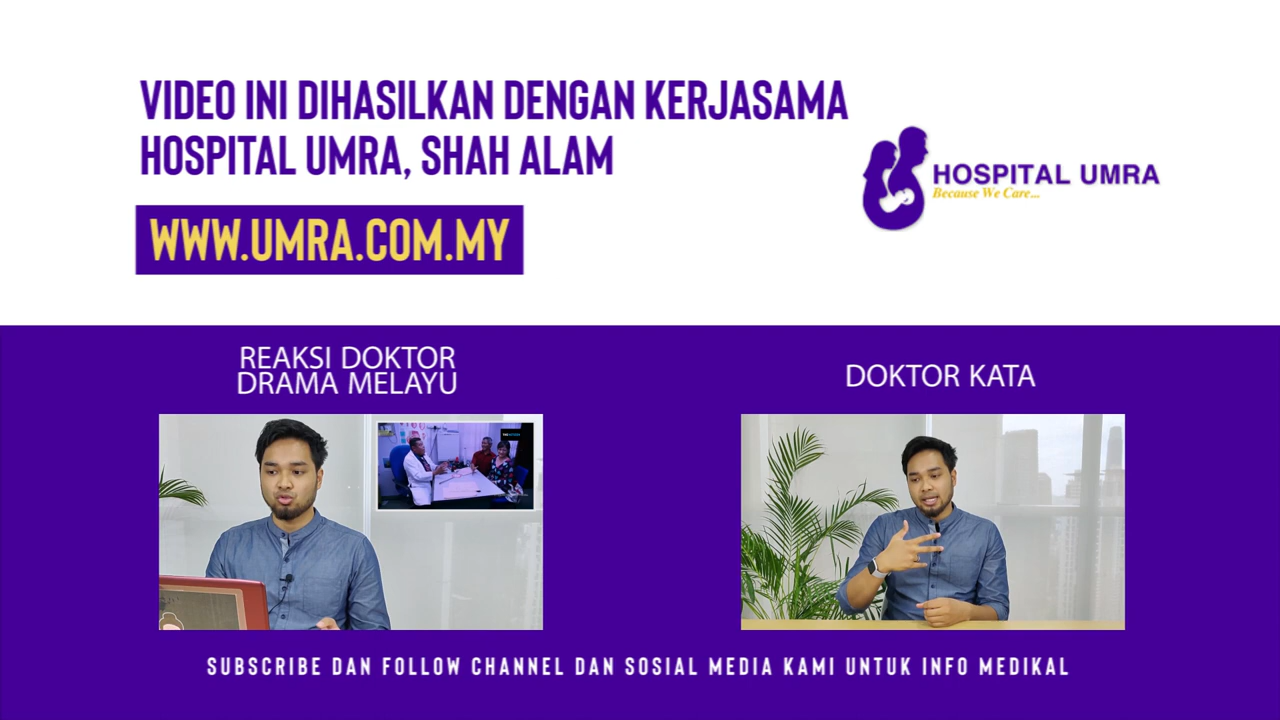 VIDEO INI DIHASILKAN DENGAN KERJASAMA
HOSPITAL UMRA, SHAH ALAM
WWW.UMRA.COM.MY
HOSPITAL UMRA
Because We Care...
REAKSI DOKTOR
DRAMA MELAYU
DOKTOR KATA
SUBSCRIBE DAN FOLLOW CHANNEL DAN SOSIAL MEDIA KAMI UNTUK INFO MEDIKAL